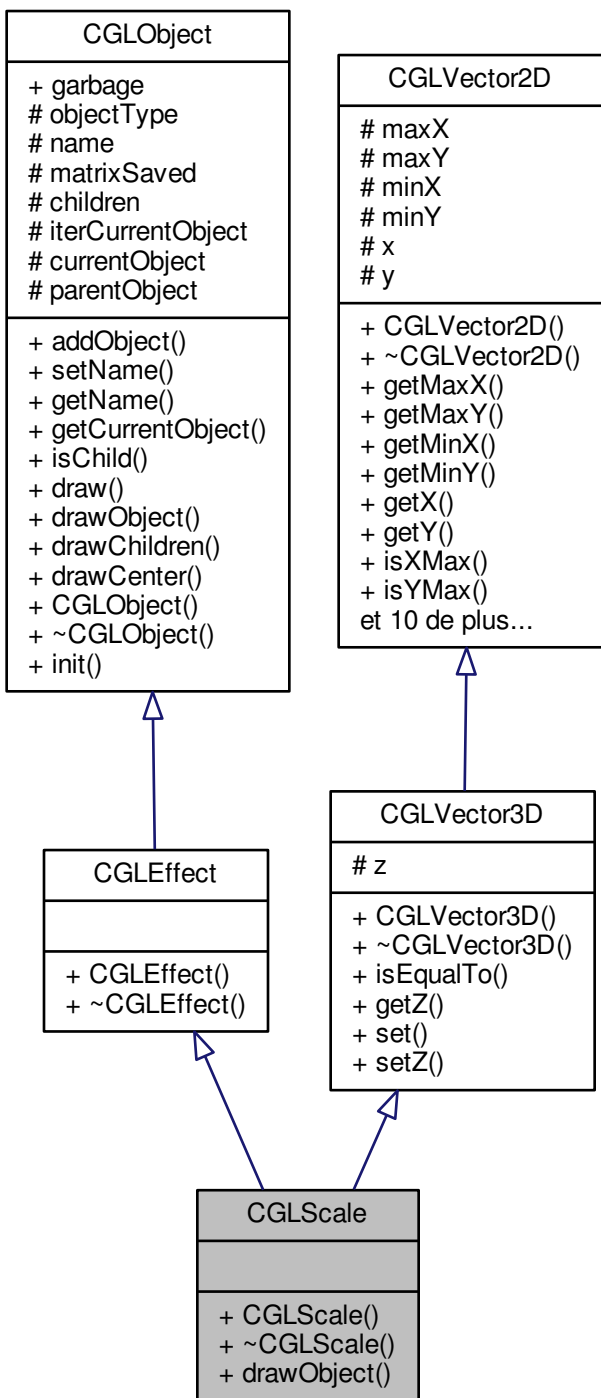 CGLObject
+ garbage
# objectType
# name
# matrixSaved
# children
# iterCurrentObject
# currentObject
# parentObject
+ addObject()
+ setName()
+ getName()
+ getCurrentObject()
+ isChild()
+ draw()
+ drawObject()
+ drawChildren()
+ drawCenter()
+ CGLObject()
+ ~CGLObject()
+ init()
CGLVector2D
# maxX
# maxY
# minX
# minY
# x
# y
+ CGLVector2D()
+ ~CGLVector2D()
+ getMaxX()
+ getMaxY()
+ getMinX()
+ getMinY()
+ getX()
+ getY()
+ isXMax()
+ isYMax()
et 10 de plus...
CGLEffect
+ CGLEffect()
+ ~CGLEffect()
CGLVector3D
# z
+ CGLVector3D()
+ ~CGLVector3D()
+ isEqualTo()
+ getZ()
+ set()
+ setZ()
CGLScale
+ CGLScale()
+ ~CGLScale()
+ drawObject()